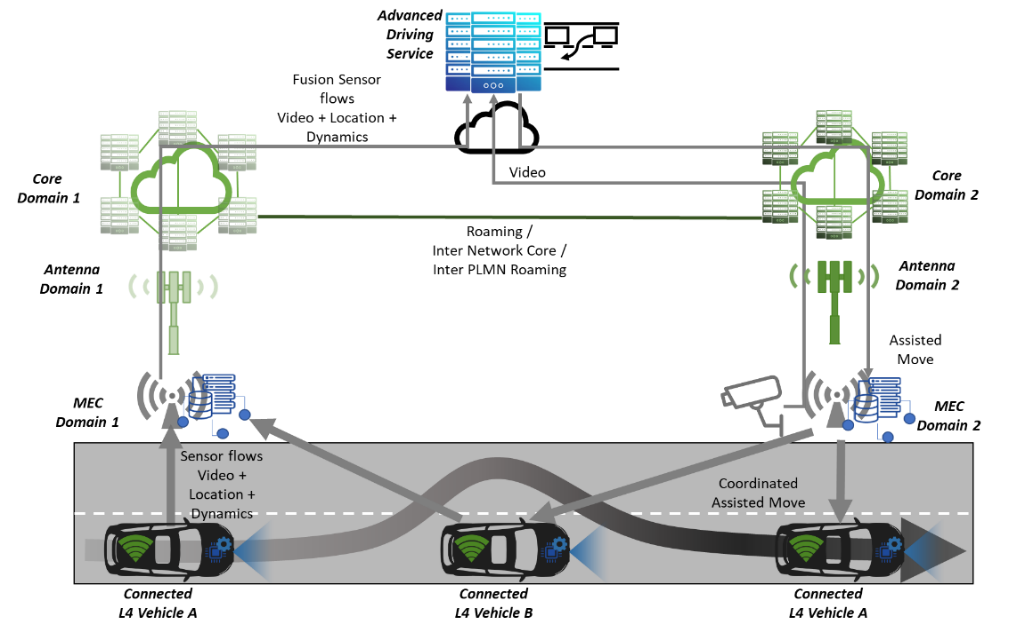 Advanced
Driving
Service
Fusion Sensor
flows
Video + Location +
Dynamics
Video
Core
Domain 1
Core
Domain 2
Roaming /
Inter Network Core /
Inter PLMN Roaming
Antenna
Domain 1
Antenna
Domain 2
Assisted
Move
MEC
Domain 1
MEC
Domain 2
Sensor flows
Video +
Location +
Dynamics
Coordinated
Assisted Move
Connected
L4 Vehicle A
Connected
L4 Vehicle B
Connected
L4 Vehicle A